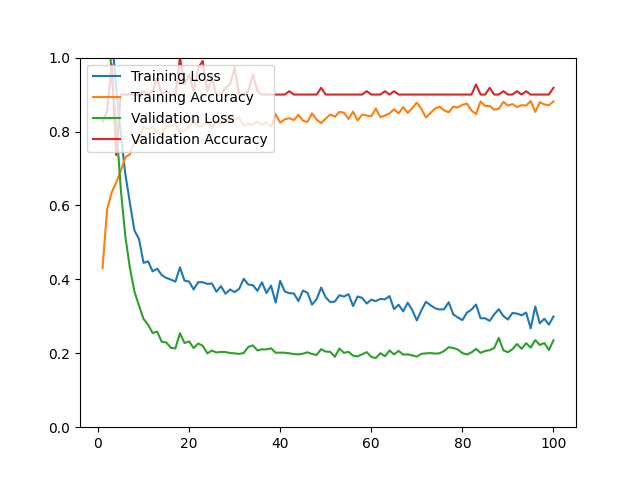 1.0
0.8
0.6
0.4
0.2
0.0
Training Loss
Training Accuracy
Validation Loss
Validation Accuracy
0 20 40 60 80 100